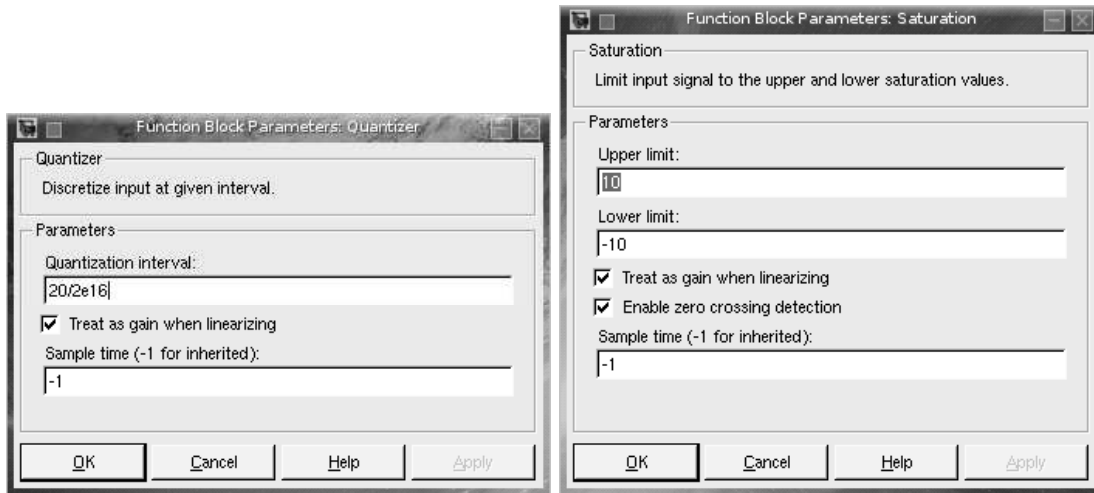 Function Block Parameters: Quantizer
Quantizer
Discretize input at given interval.
Parameters
Quantization interval:
20/2e16
Treat as gain when linearizing
Sample time (-1 for inherited):
-1
OK
Cancel
Help
Apply
Function Block Parameters: Saturation
Saturation
Limit input signal to the upper and lower saturation values.
Parameters
Upper limit:
10
Lower limit:
-10
Treat as gain when linearizing
Enable zero crossing detection
Sample time (-1 for inherited):
-1
OK
Cancel
Help
Apply